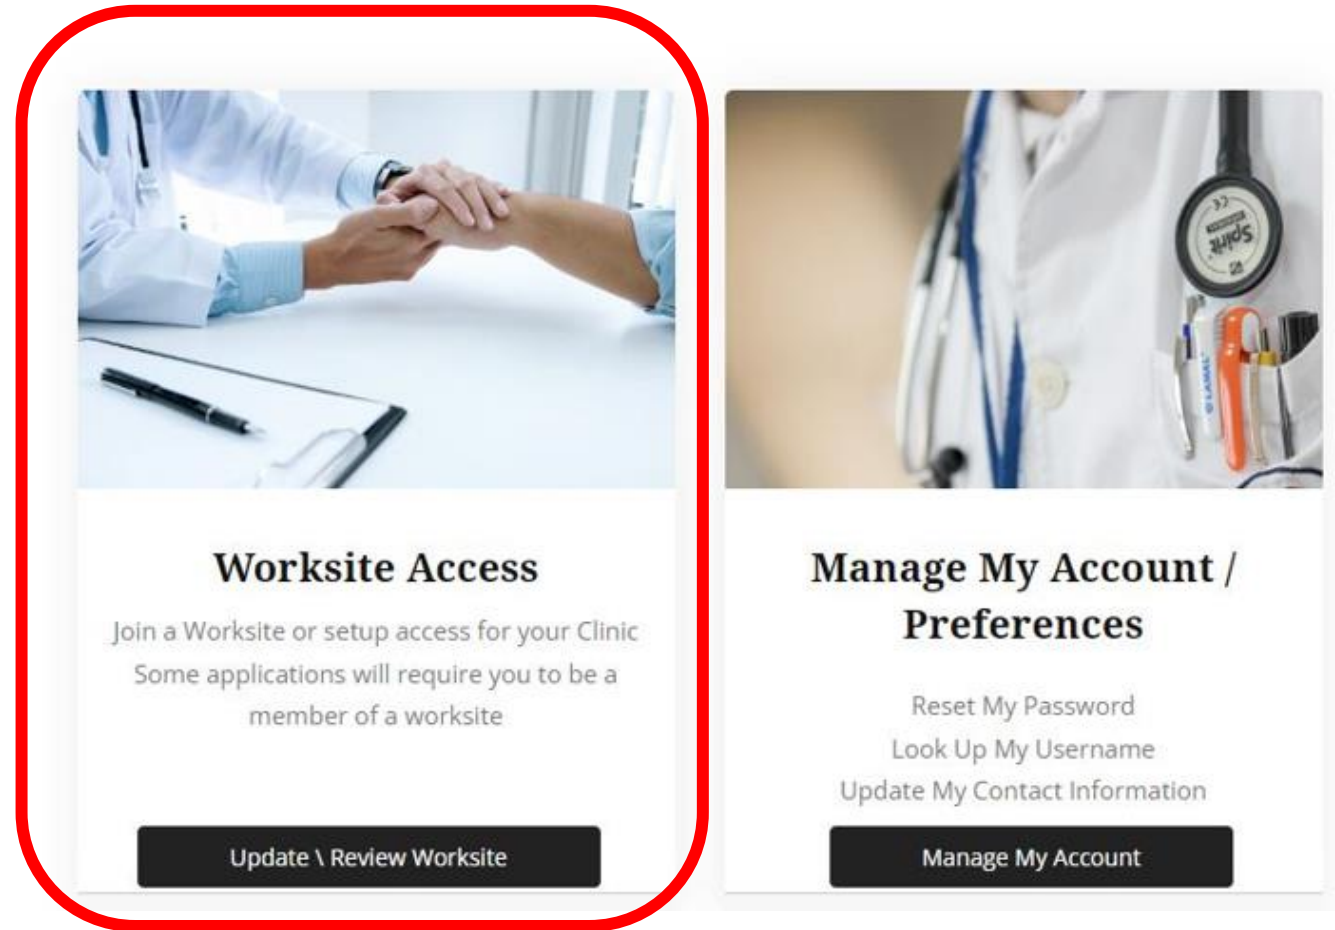 Worksite Access
Join a Worksite or setup access for your Clinic
Some applications will require you to be a
member of a worksite
Update \ Review Worksite
Spirit
LAMAL
Manage My Account /
Preferences
Reset My Password
Look Up My Username
Update My Contact Information
Manage My Account